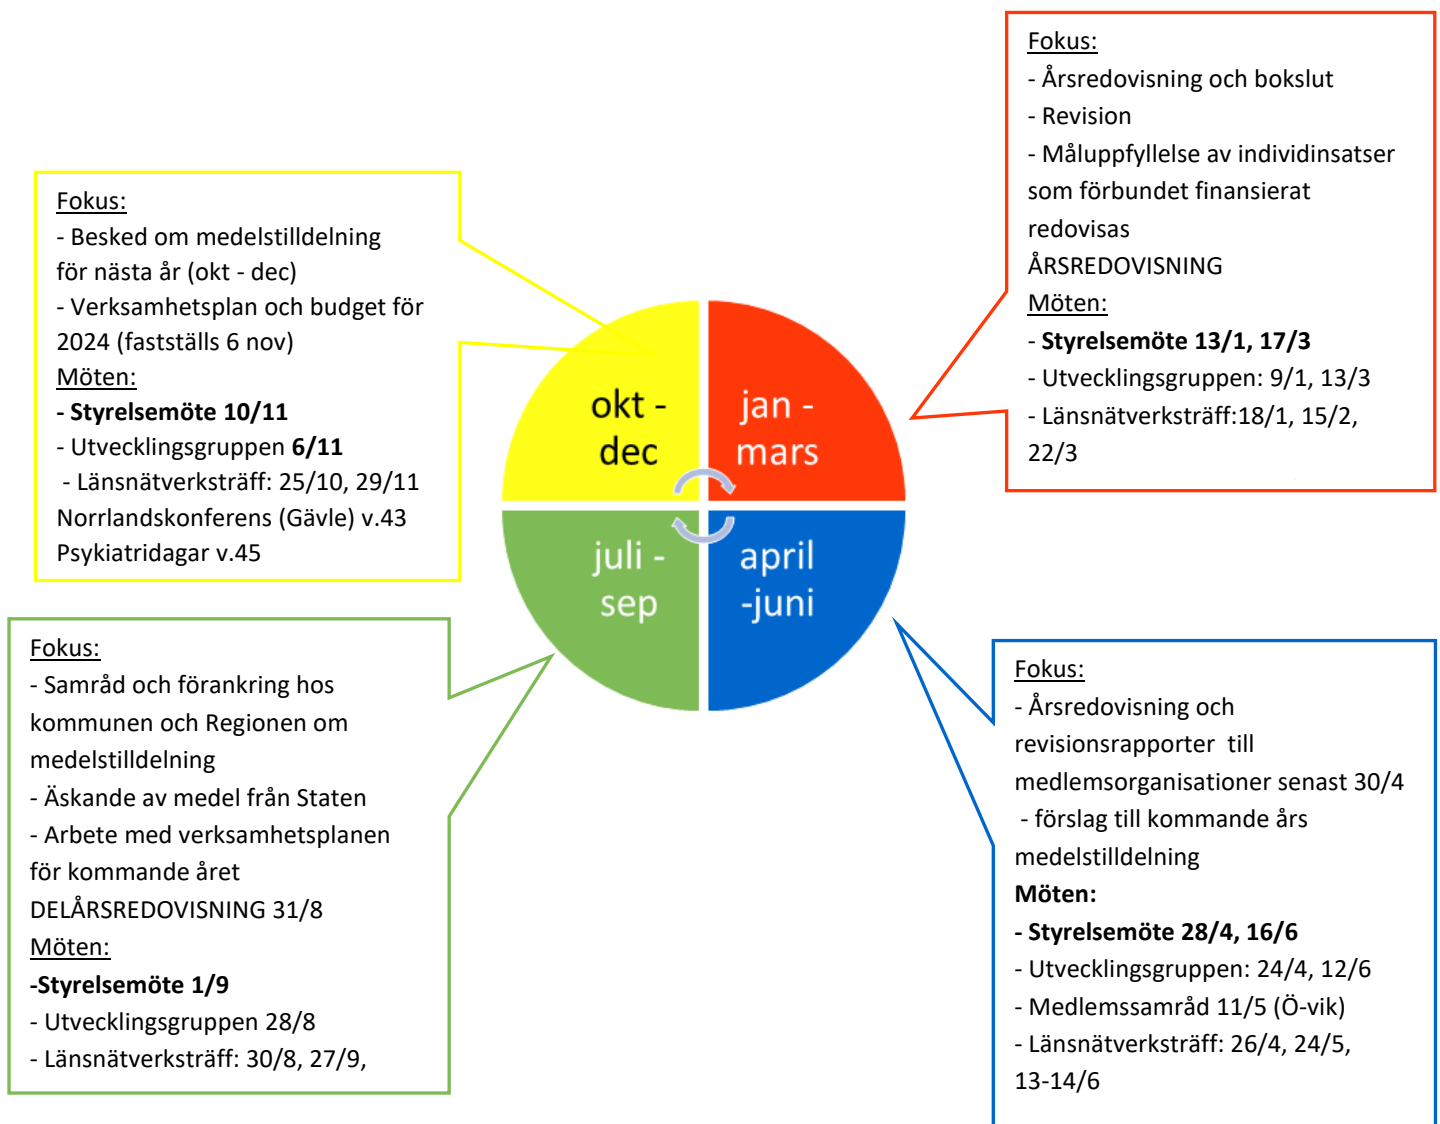 Fokus:
- Årsredovisning och bokslut
- Revision
- Måluppfyllelse av individinsatser
som förbundet finansierat
redovisas
ÅRSREDOVISNING
Möten:
- Styrelsemöte 13/1, 17/3
- Utvecklingsgruppen: 9/1, 13/3
- Länsnätverksträff:18/1, 15/2,
22/3
Fokus:
- Besked om medelstilldelning
för nästa år (okt - dec)
- Verksamhetsplan och budget för
2024 (fastställs 6 nov)
Möten:
- Styrelsemöte 10/11
- Utvecklingsgruppen 6/11
- Länsnätverksträff: 25/10, 29/11
Norrlandskonferens (Gävle) v.43
Psykiatridagar v.45
okt -
dec
jan -
mars
juli -
sep
april
-juni
Fokus:
- Samråd och förankring hos
kommunen och Regionen om
medelstilldelning
- Äskande av medel från Staten
- Arbete med verksamhetsplanen
för kommande året
DELÅRSREDOVISNING 31/8
Möten:
-Styrelsemöte 1/9
- Utvecklingsgruppen 28/8
- Länsnätverksträff: 30/8, 27/9,
Fokus:
- Årsredovisning och
revisionsrapporter till
medlemsorganisationer senast 30/4
- förslag till kommande års
medelstilldelning
Möten:
- Styrelsemöte 28/4, 16/6
- Utvecklingsgruppen: 24/4, 12/6
- Medlemssamråd 11/5 (Ö-vik)
- Länsnätverksträff: 26/4, 24/5,
13-14/6